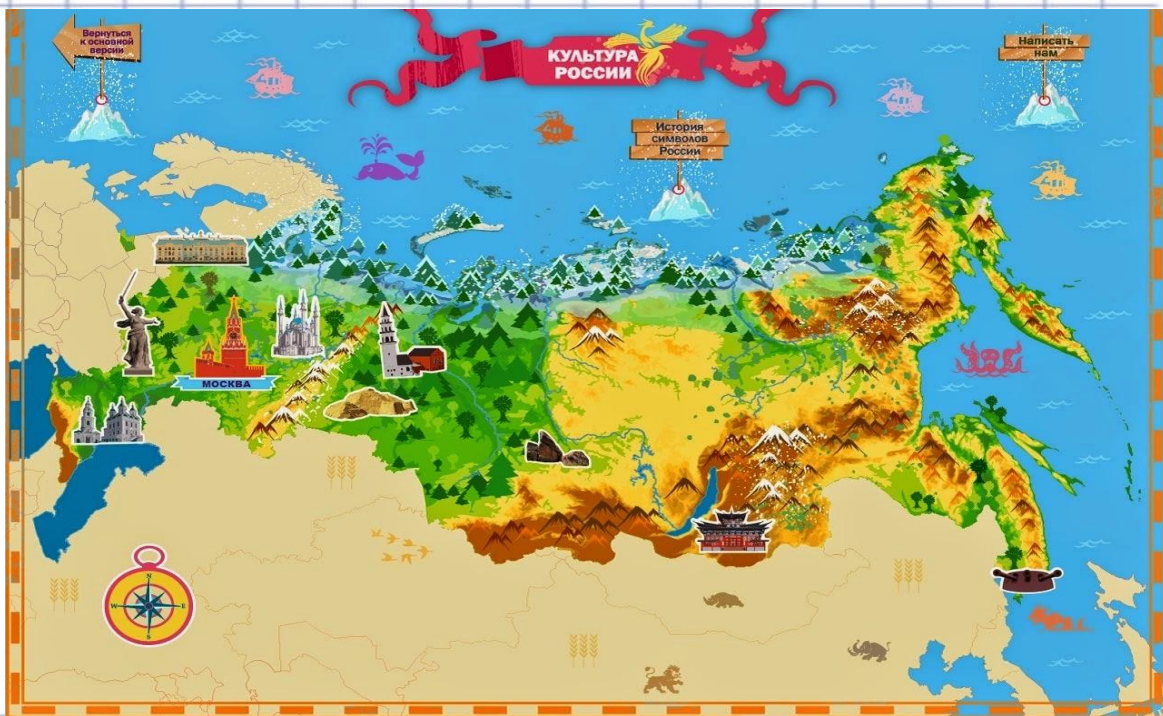 Вернуться
к основной
версии
КУЛЬТУРА
РОССИИ
Написать
нам
История
символов
России
МОСКВА
N
W
E
S